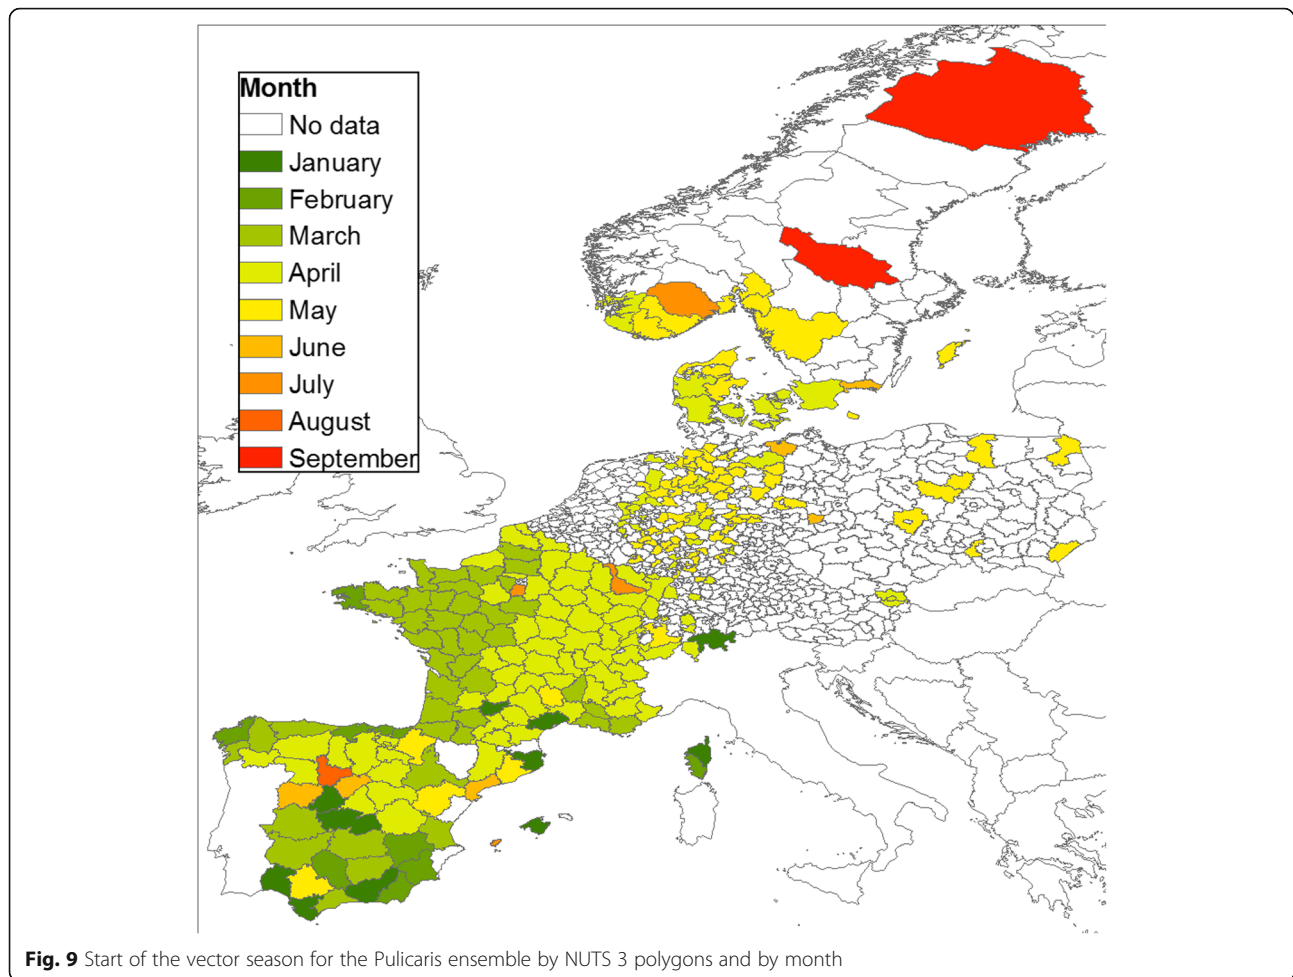 Month
No data
January
February
March
April
May
June
July
August
September
Fig. 9 Start of the vector season for the Pulicaris ensemble by NUTS 3 polygons and by month